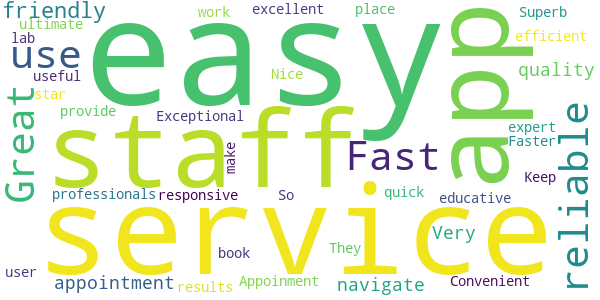 friendly
work
excellent
place
Superb
ultimate
lab
use
easy
app
efficient
useful
Nice
quality
star
Great
provide
Exceptional
staff
make
Fast
expert
Faster
reliable
professionals
responsive
So
quick
educative
Keep
service
Very
They
book
user
appointment
results
Appoinment
navigate
Convenient